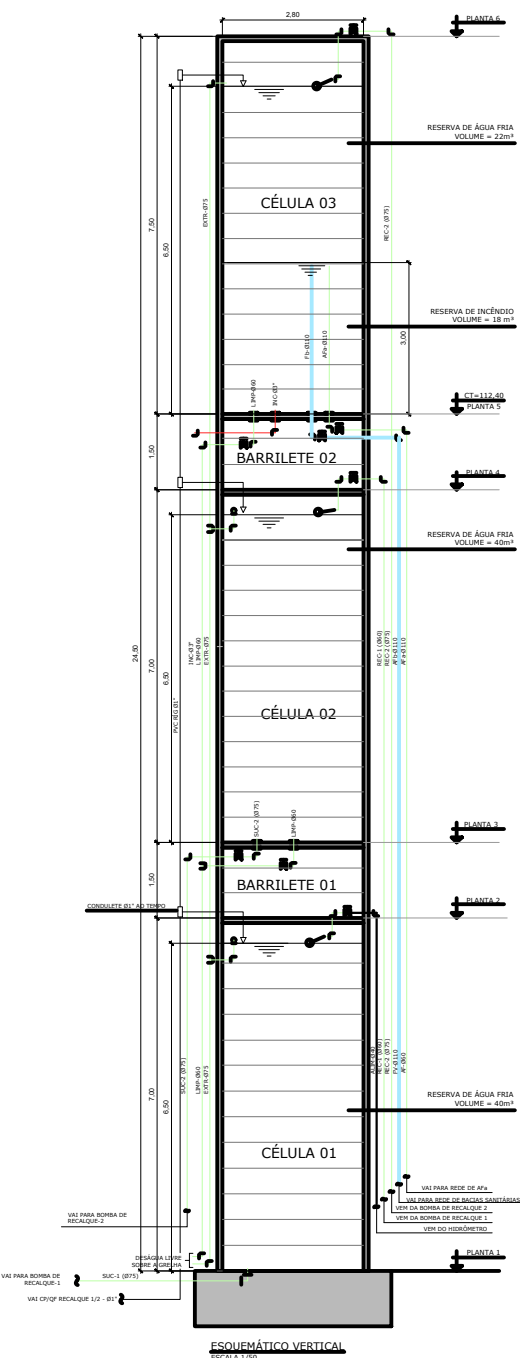 2,80
PLANTA 6
RESERVA DE ÁGUA FRIA
VOLUME = 22m³
CÉLULA 03
EXTR-Ø75
REC-2 (Ø75)
7,50
6,50
RESERVA DE INCÊNDIO
VOLUME = 18 m³
3,00
Fb-Ø110
AFa-Ø110
LIMP-Ø60
INC-Ø3"
CT=112,40
PLANTA 5
BARRILETE 02
1,50
PLANTA 4
RESERVA DE ÁGUA FRIA
VOLUME = 40m³
24,50
7,00
6,50
PVC RÍG Ø1"
INC-Ø3"
LIMP-Ø60
EXTR-Ø75
REC-1 (Ø60)
REC-2 (Ø75)
AFb-Ø110
AFa-Ø110
CÉLULA 02
SUC-2 (Ø75)
LIMP-Ø60
PLANTA 3
BARRILETE 01
1,50
CONDULETE Ø1" AO TEMPO
PLANTA 2
7,00
6,50
SUC-2 (Ø75)
LIMP-Ø60
EXTR-Ø75
REC-1 (Ø60)
REC-2 (Ø75)
FV-Ø110
AF-Ø60
RESERVA DE ÁGUA FRIA
VOLUME = 40m³
CÉLULA 01
VAI PARA REDE DE AFa
VAI PARA REDE DE BACIAS SANITÁRIAS
VEM DA BOMBA DE RECALQUE 2
VEM DA BOMBA DE RECALQUE 1
VEM DO HIDRÔMETRO
VAI PARA BOMBA DE
RECALQUE-2
DESÁGUA LIVRE
SOBRE A GRELHA
PLANTA 1
VAI PARA BOMBA DE
RECALQUE-1
SUC-1 (Ø75)
VAI CP/QF RECALQUE 1/2 - Ø1"
ESQUEMÁTICO VERTICAL
ESCALA 1/50